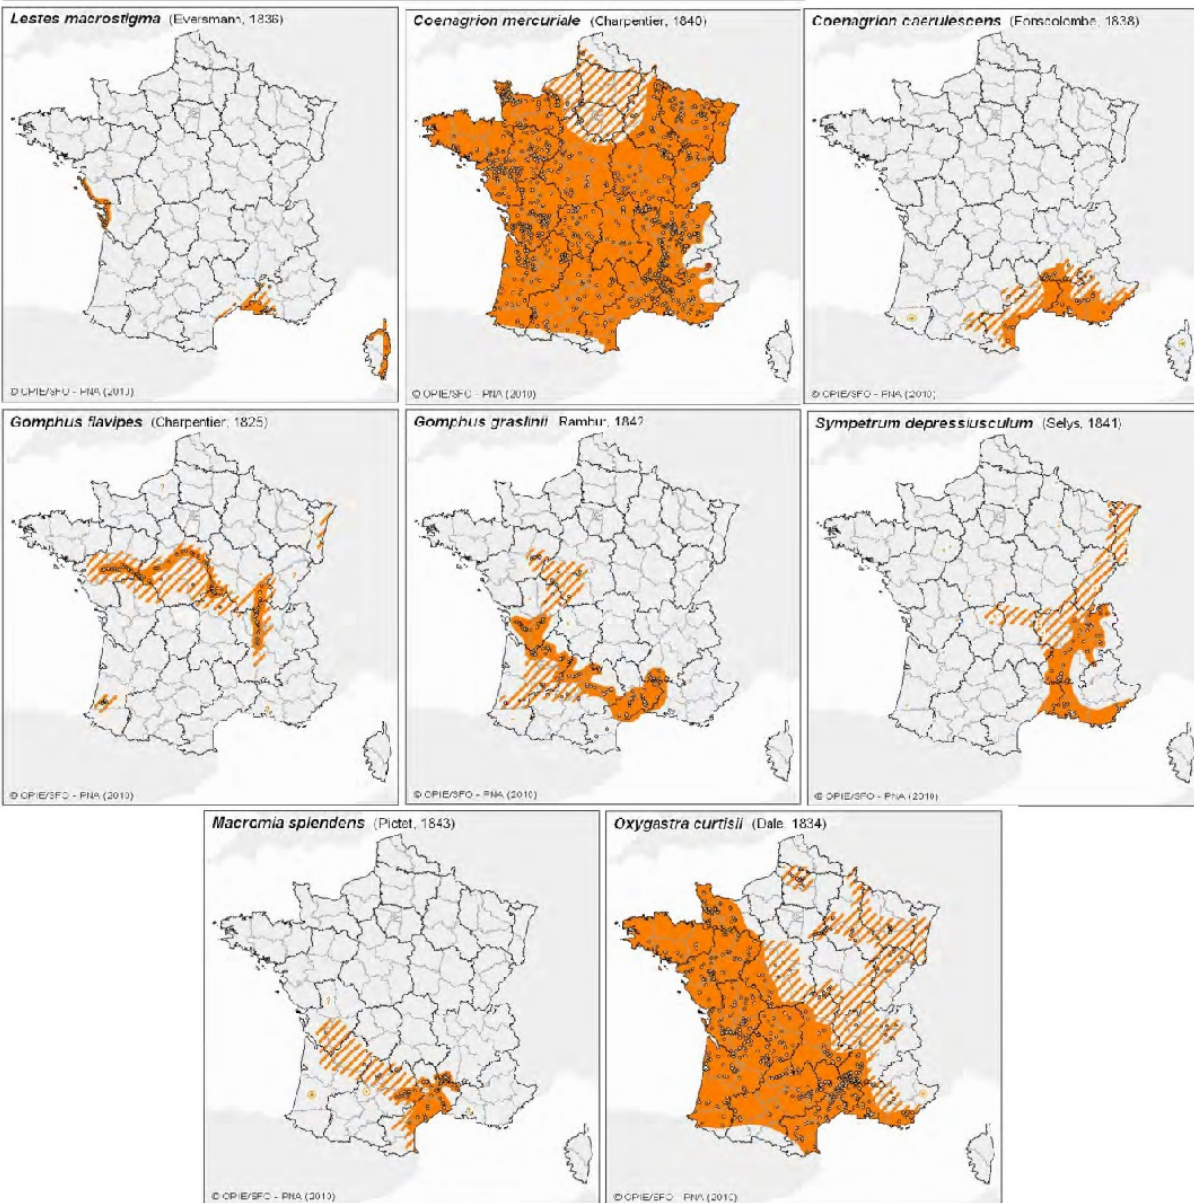 Lestes macrostigma (Eversmann, 1836)
© OPIE/SFO - PNA (2010)
Coenagrion mercuriale (Charpentier, 1840)
© OPIE/SFO - PNA (2010)
Coenagrion caerulescens (Fonscolombe, 1838)
© OPIE/SFO - PNA (2010)
Gomphus flavipes (Charpentier, 1825)
© OPIE/SFO - PNA (2010)
Gomphus graslinii Rambur, 1842
© OPIE/SFO - PNA (2010)
Sympetrum depressiusculum (Selys, 1841)
© OPIE/SFO - PNA (2010)
Macromia splendens (Pictet, 1843)
© OPIE/SFO - PNA (2010)
Oxygastra curtisii (Dale, 1834)
© OPIE/SFO - PNA (2010)